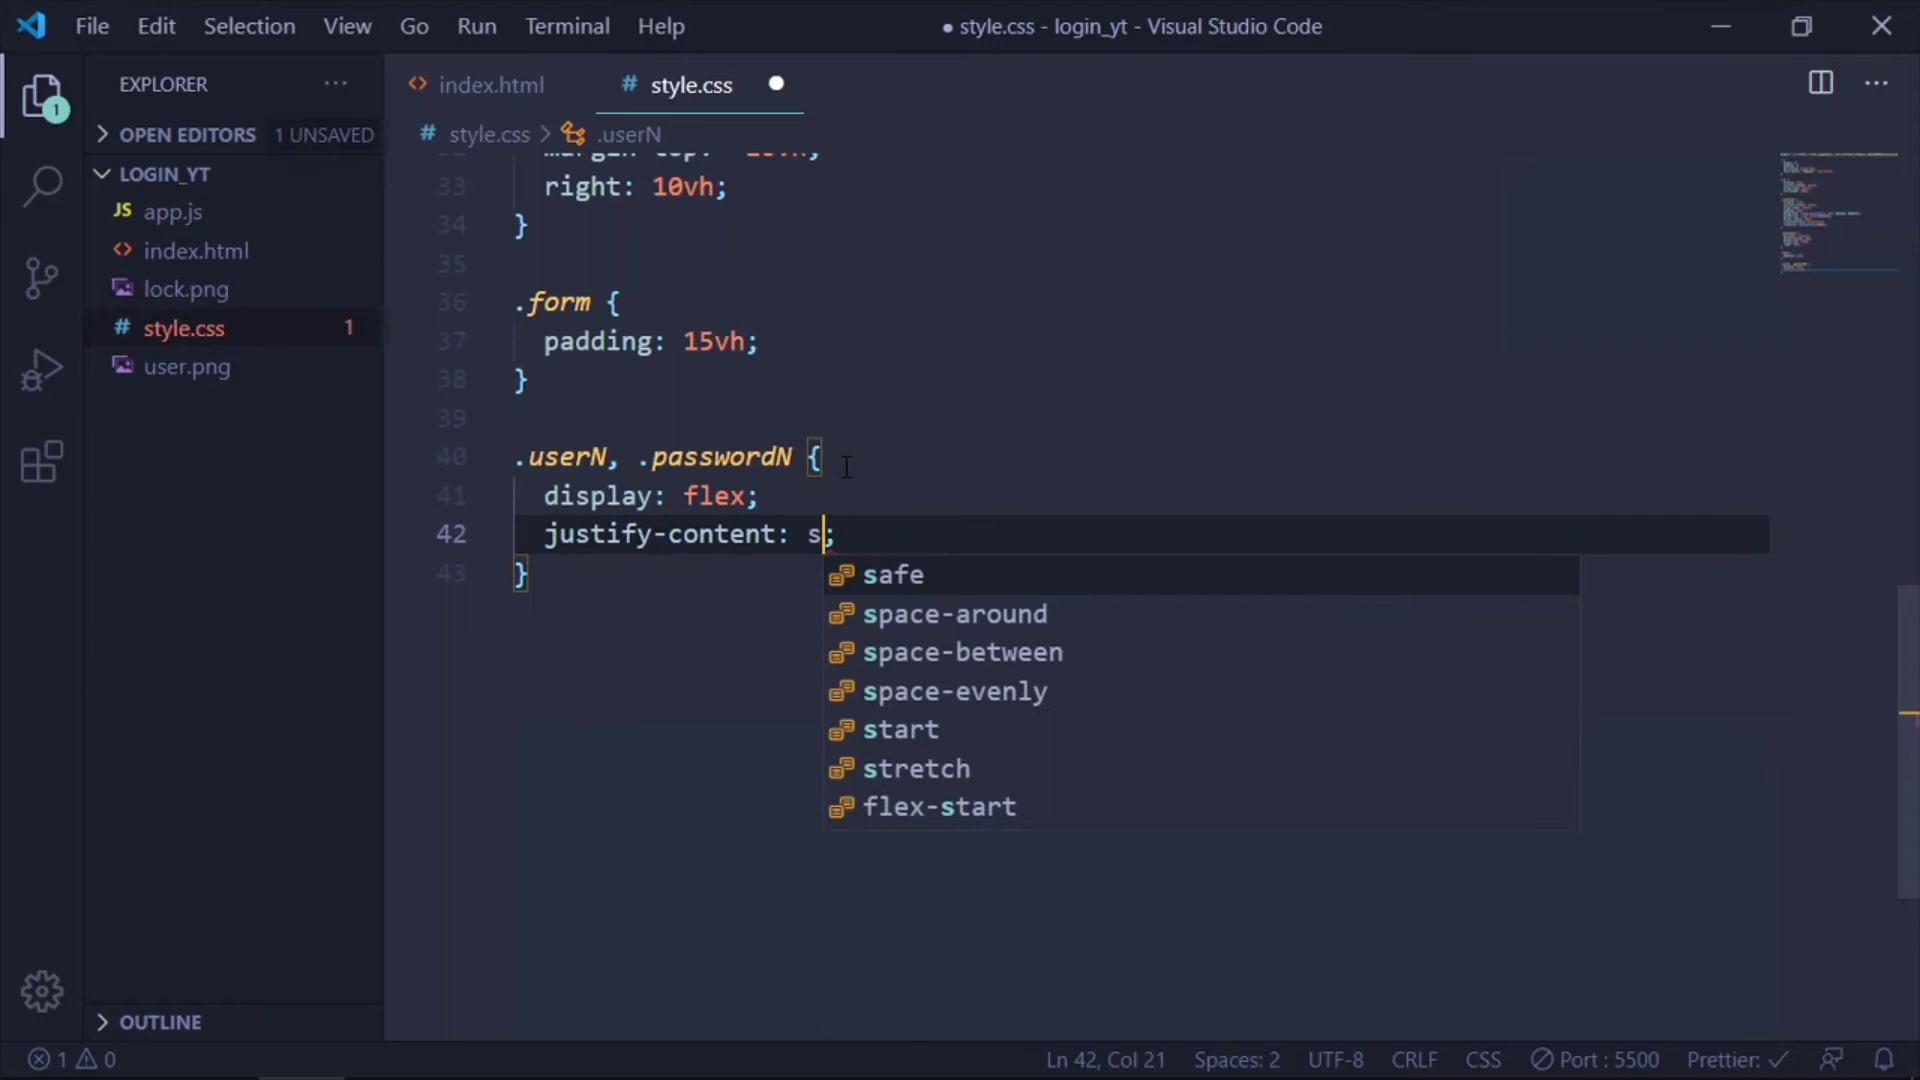 File Edit Selection View Go Run Terminal Help
● style.css - login_yt - Visual Studio Code
EXPLORER ...
index.html
# style.css
OPEN EDITORS 1 UNSAVED
# style.css > .userN
LOGIN_YT
JS app.js
index.html
lock.png
# style.css 1
user.png
1
33 right: 10vh;
34 }
35
36 .form {
37 padding: 15vh;
38 }
39
40 .userN, .passwordN {
41 display: flex;
42 justify-content: s;
43 }
safe
space-around
space-between
space-evenly
start
stretch
flex-start
OUTLINE
1 0
Ln 42, Col 21 Spaces: 2 UTF-8 CRLF CSS Port : 5500 Prettier: ✓